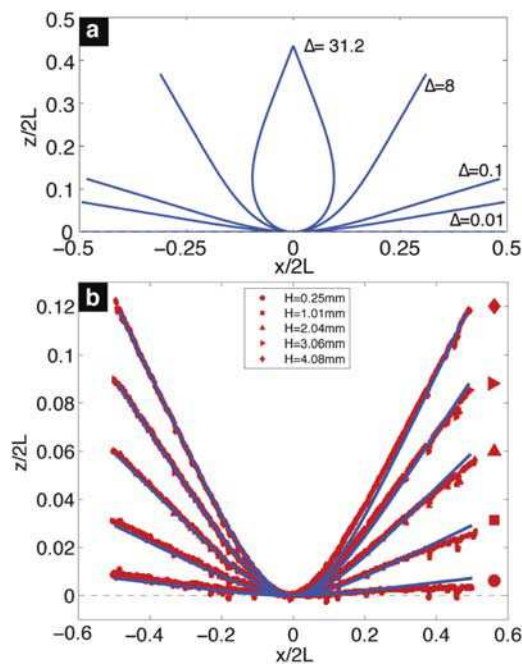 a
0.5
0.4
0.3
0.2
0.1
0
z/2L
Δ= 31.2
Δ=8
Δ=0.1
Δ=0.01
-0.5 -0.25 0 0.25 0.5
x/2L
b
0.12
0.1
0.08
0.06
0.04
0.02
0
z/2L
H=0.25mm
H=1.01mm
H=2.04mm
H=3.06mm
H=4.08mm
-0.6 -0.4 -0.2 0 0.2 0.4 0.6
x/2L